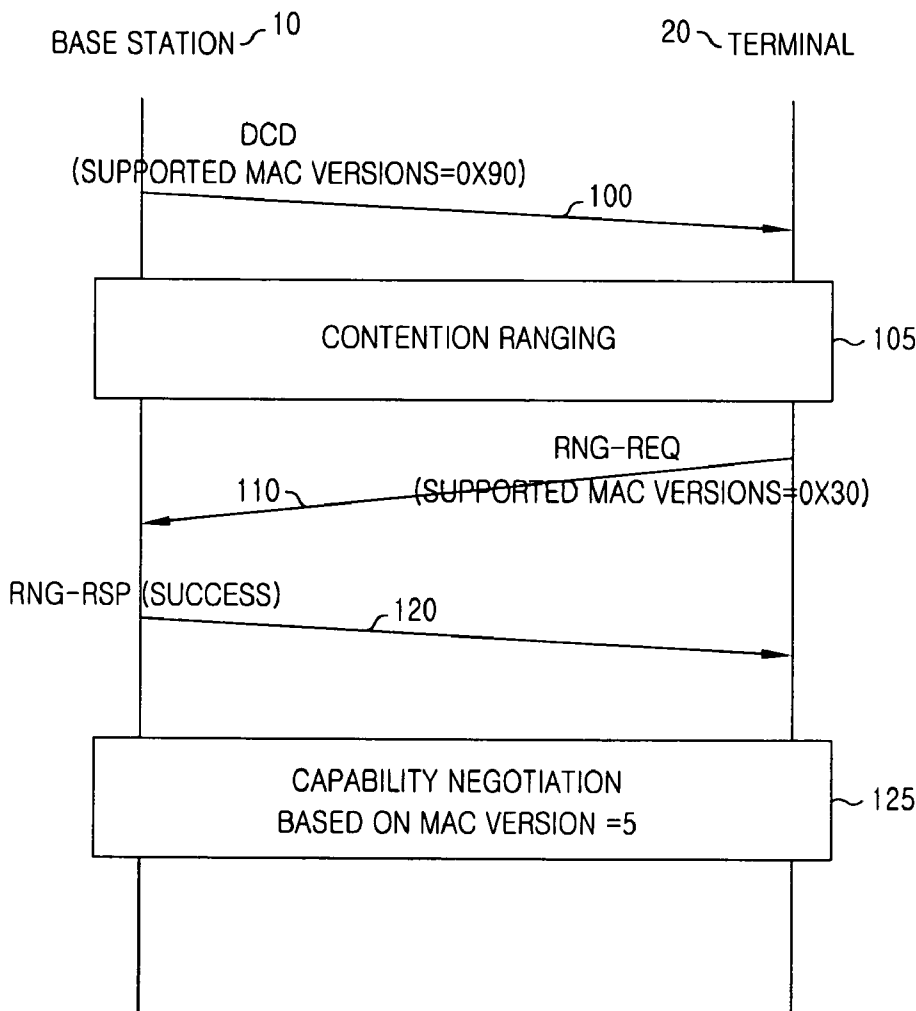 BASE STATION 10
20 TERMINAL
DCD
(SUPPORTED MAC VERSIONS=0X90)
100
CONTENTION RANGING
105
RNG-REQ
110
(SUPPORTED MAC VERSIONS=0X30)
RNG-RSP (SUCCESS)
120
CAPABILITY NEGOTIATION
BASED ON MAC VERSION =5
125